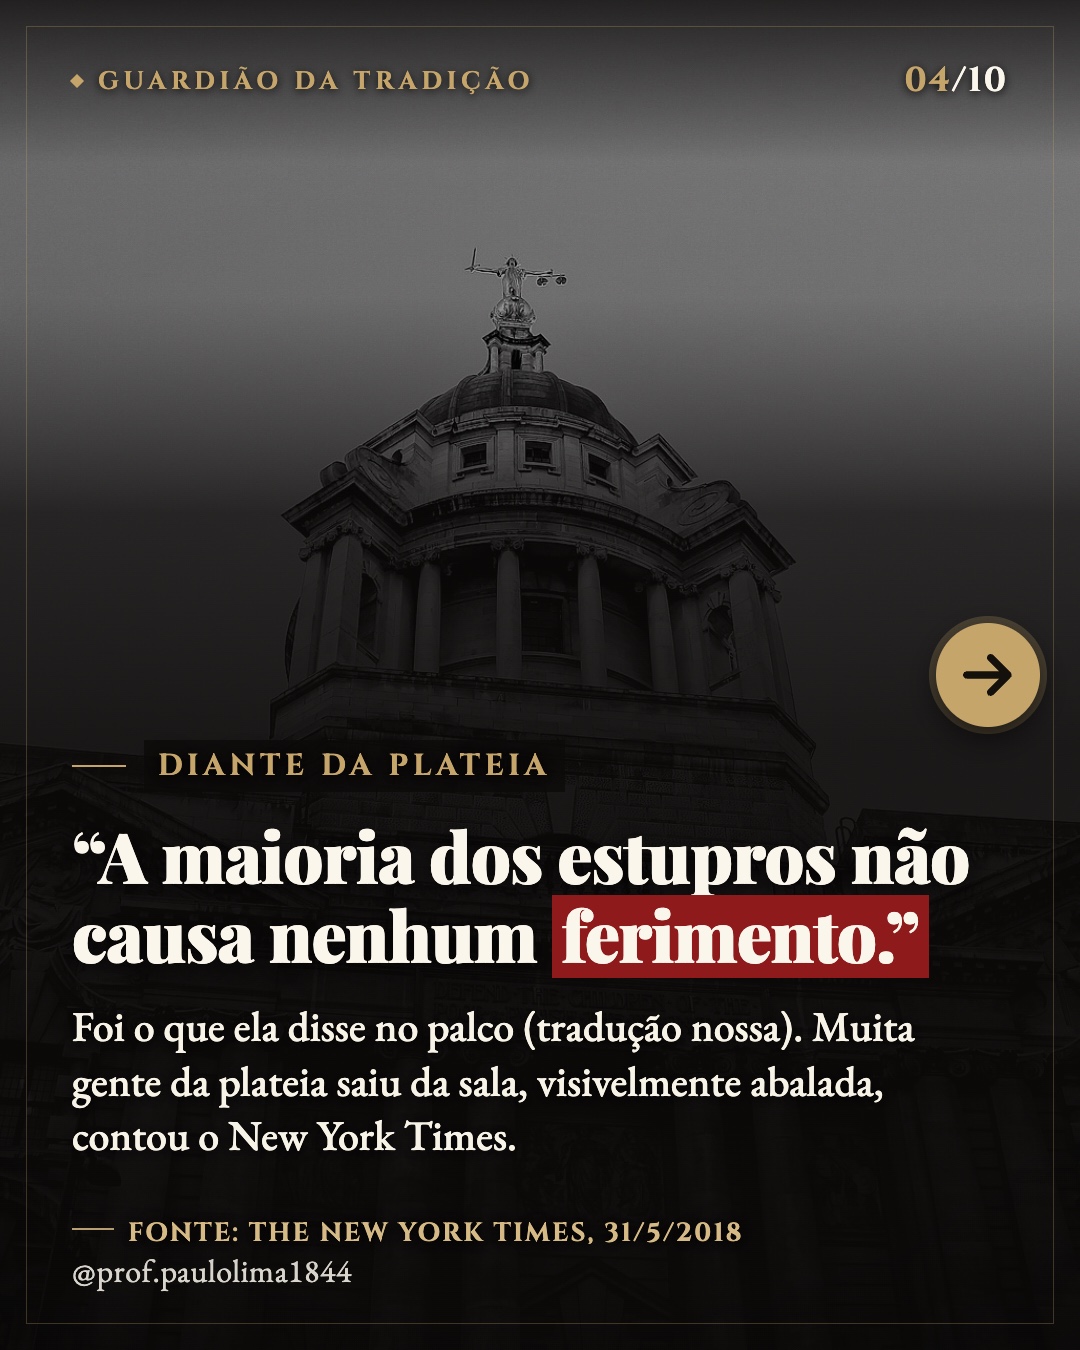 GUARDIÃO DA TRADIÇÃO
04/10
DIANTE DA PLATEIA
“A maioria dos estupros não
causa nenhum ferimento.”
Foi o que ela disse no palco (tradução nossa). Muita
gente da plateia saiu da sala, visivelmente abalada,
contou o New York Times.
FONTE: THE NEW YORK TIMES, 31/5/2018
@prof.paulolima1844